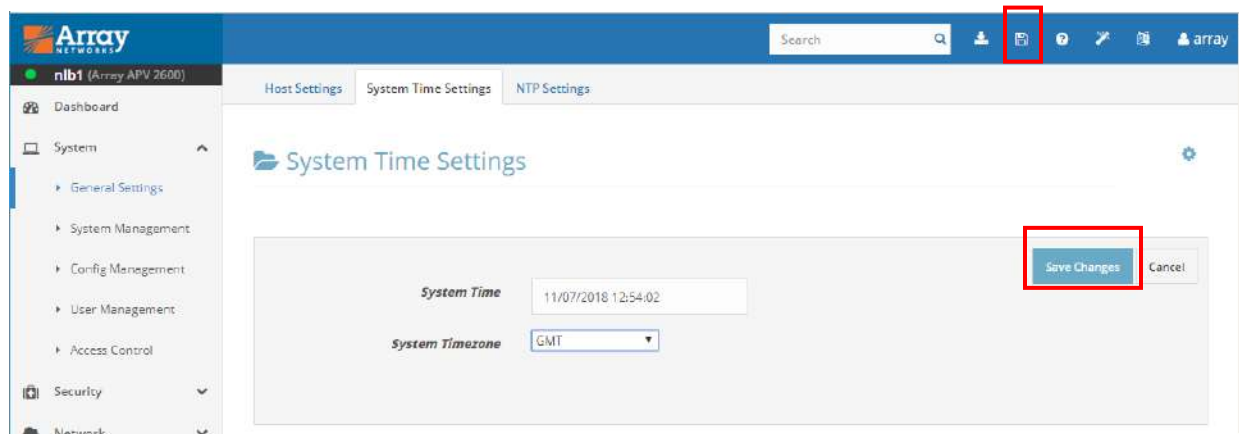 Array
NETWORKS
Search
array
nlb1 (Array APV 2600)
Host Settings System Time Settings NTP Settings
Dashboard
System
System Time Settings
General Settings
System Management
Config Management
Save Changes Cancel
System Time 11/07/2018 12:54:02
User Management
System Timezone GMT
Access Control
Security
Network